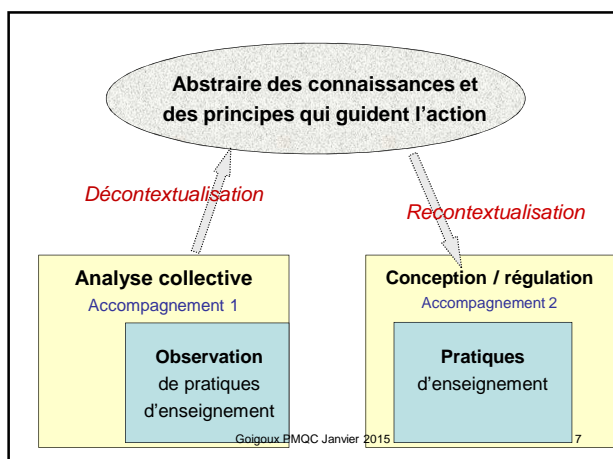 Abstraire des connaissances et
des principes qui guident l'action
Décontextualisation
Recontextualisation
Analyse collective
Accompagnement 1
Observation
de pratiques
d'enseignement
Conception / régulation
Accompagnement 2
Pratiques
d'enseignement
Goigoux PMQC Janvier 2015
7